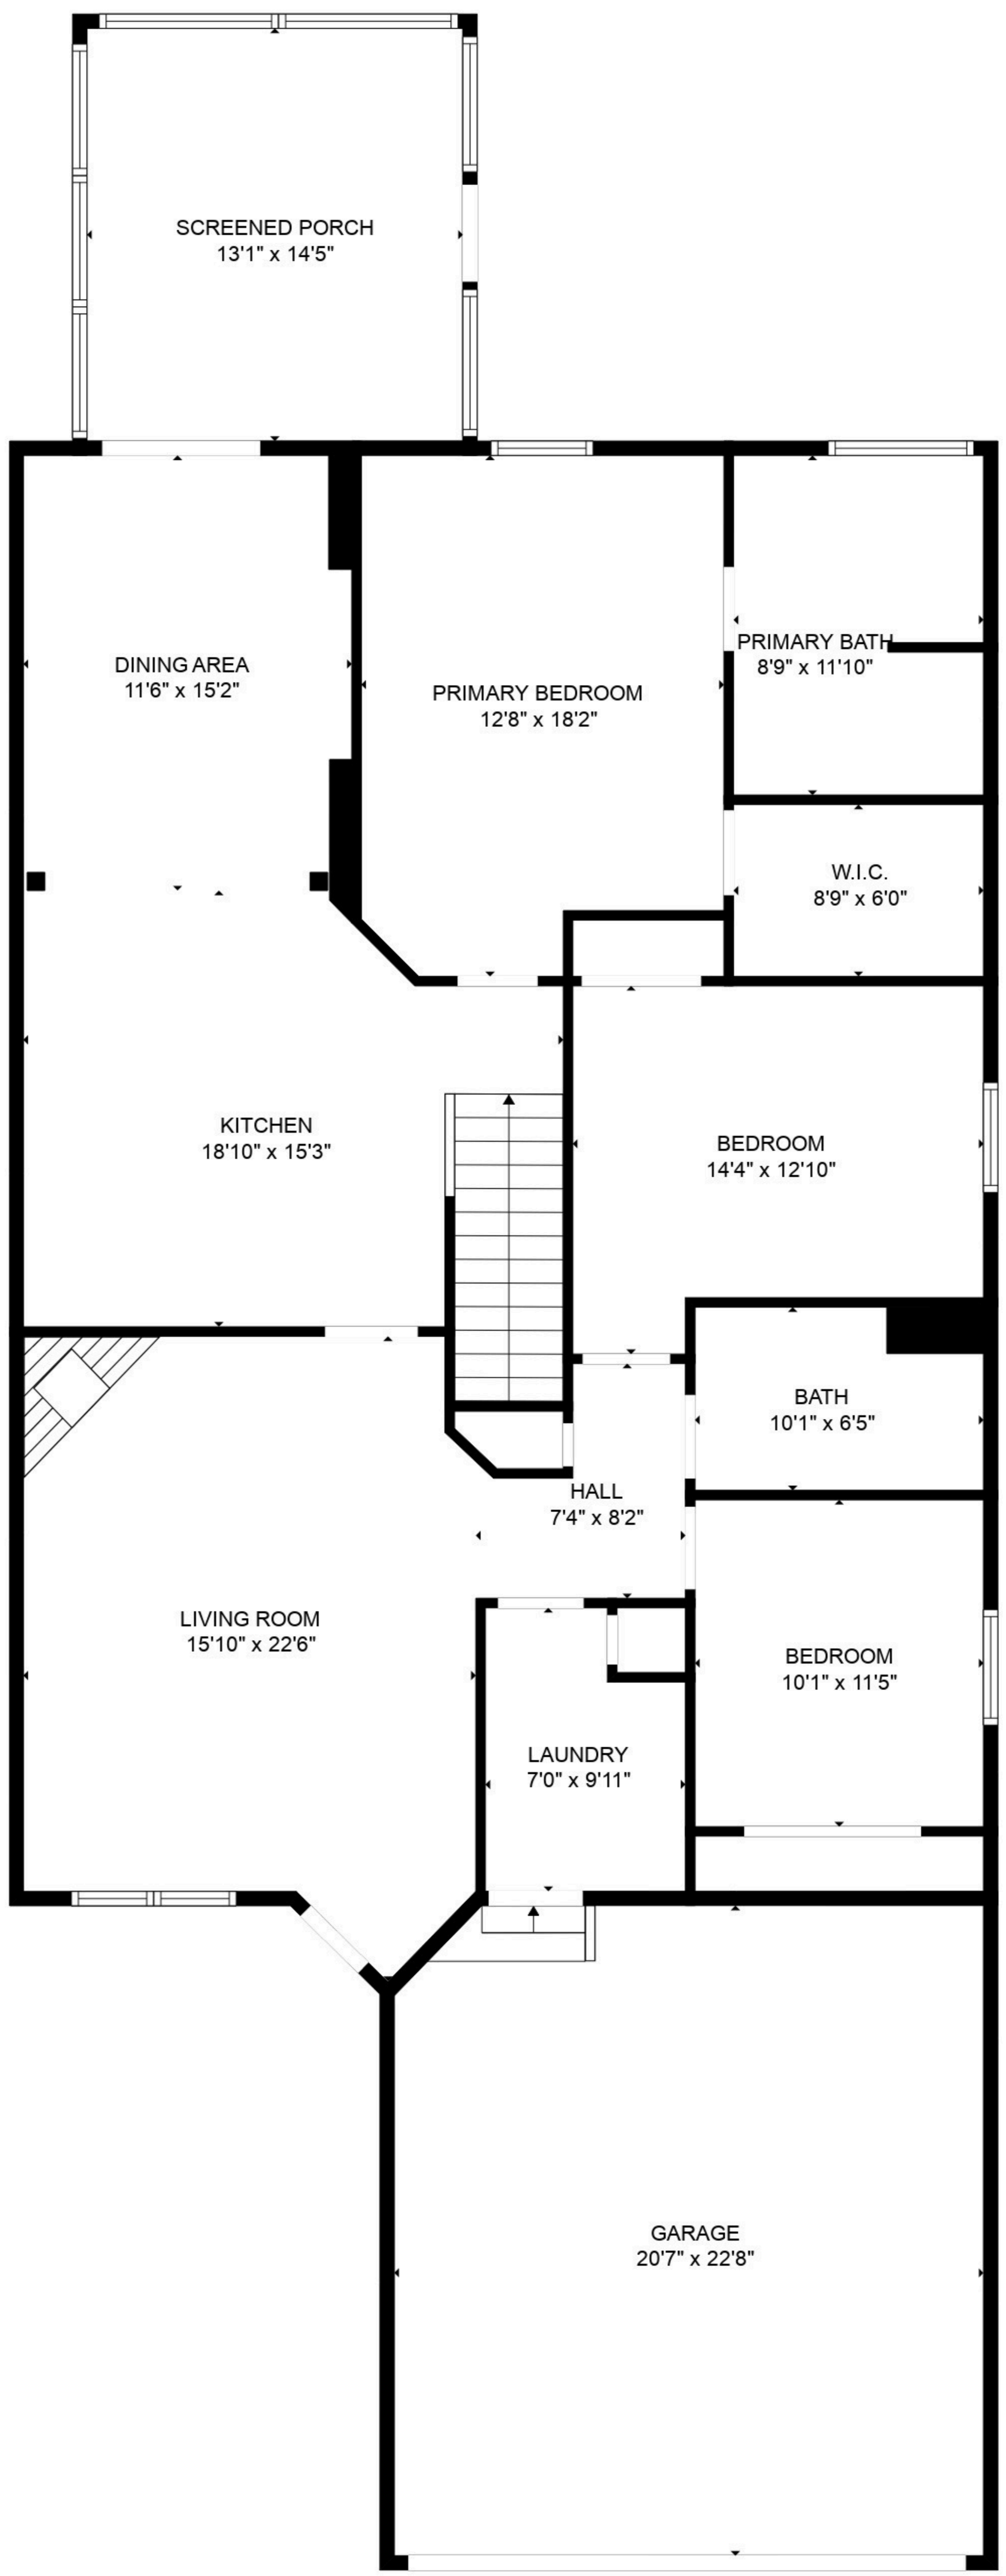 SCREENED PORCH
13'1" x 14'5"
DINING AREA
11'6" x 15'2"
PRIMARY BEDROOM
12'8" x 18'2"
PRIMARY BATH
8'9" x 11'10"
W.I.C.
8'9" x 6'0"
KITCHEN
18'10" x 15'3"
BEDROOM
14'4" x 12'10"
BATH
10'1" x 6'5"
HALL
7'4" x 8'2"
LIVING ROOM
15'10" x 22'6"
BEDROOM
10'1" x 11'5"
LAUNDRY
7'0" x 9'11"
GARAGE
20'7" x 22'8"